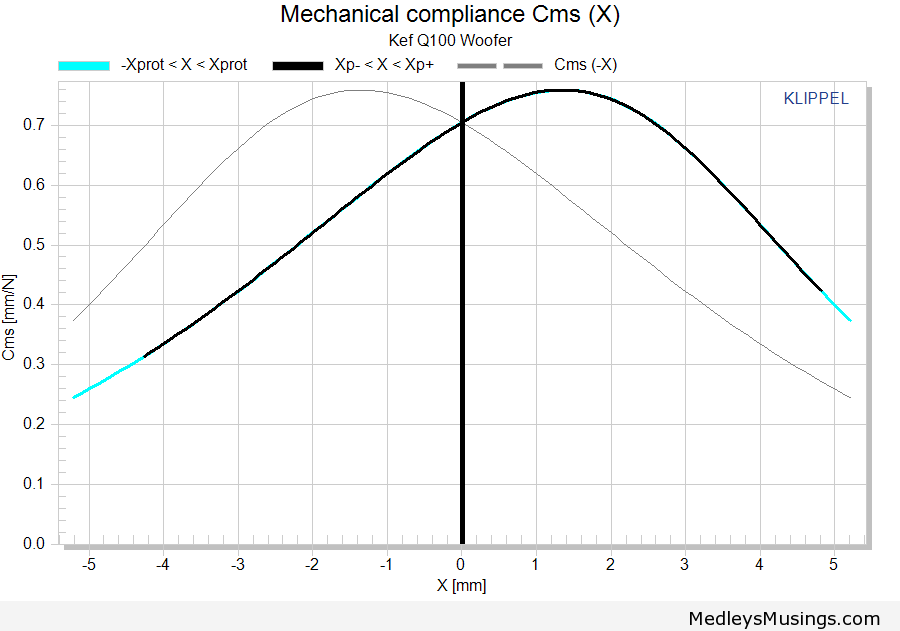 Mechanical compliance Cms (X)
Kef Q100 Woofer
-Xprot < X < Xprot Xp- < X < Xp+ Cms (-X)
KLIPPEL
0.7
0.6
0.5
0.4
0.3
0.2
0.1
0.0
Cms [mm/N]
-5 -4 -3 -2 -1 0 1 2 3 4 5
X [mm]
MedleysMusings.com